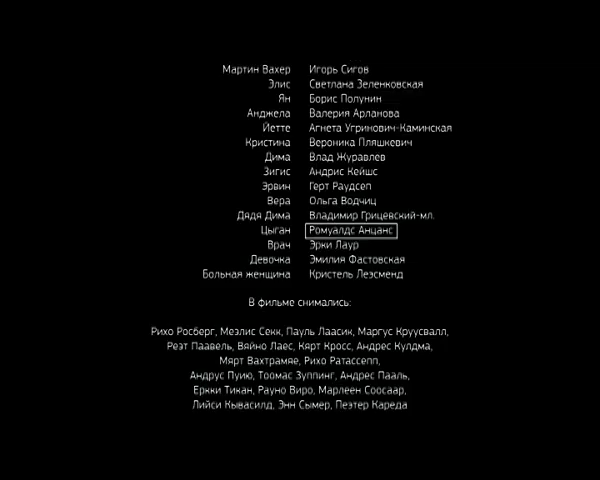 Мартин Вахер Игорь Сигов
Элис Светлана Зеленковская
Ян Борис Полунин
Анджела Валерия Арланова
Йетте Агнета Угринович-Каминская
Кристина Вероника Пляшкевич
Дима Влад Журавлев
Зигис Андрис Кейшс
Эрвин Герт Раудсеп
Вера Ольга Водчиц
Дядя Дима Владимир Грицевский-мл.
Цыган Ромуалдс Анцанс
Врач Эрки Лаур
Девочка Эмилия Фастовская
Больная женщина Кристель Леэсменд
В фильме снимались:
Рихо Росберг, Меэлис Секк, Пауль Лаасик, Маргус Круусвалл,
Реэт Паавель, Вяйно Лаес, Кярт Кросс, Андрес Кулдма,
Мярт Вахтрамяе, Рихо Ратассепп,
Андрус Пуию, Тоомас Зуппинг, Андрес Пааль,
Еркки Тикан, Рауно Виро, Марлеен Соосаар,
Лийси Кывасилд, Энн Сымер, Пеэтер Кареда